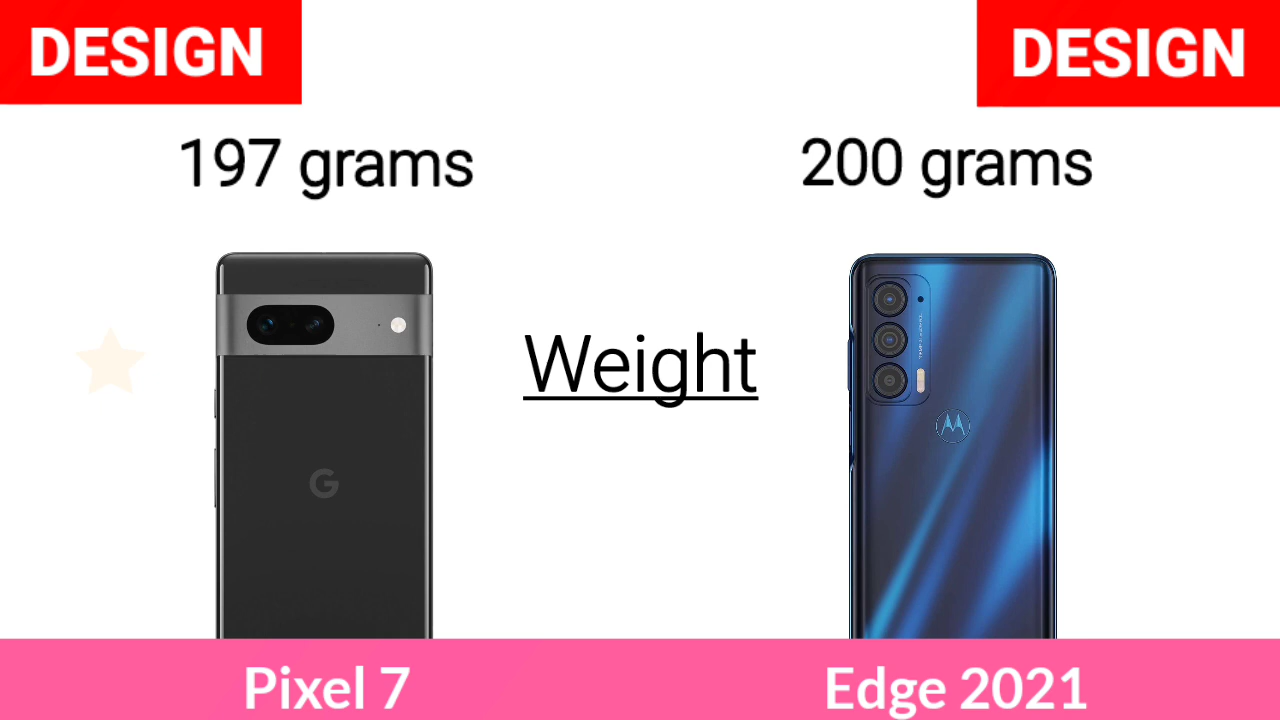 DESIGN
DESIGN
197 grams
200 grams
Weight
G
Pixel 7
Edge 2021